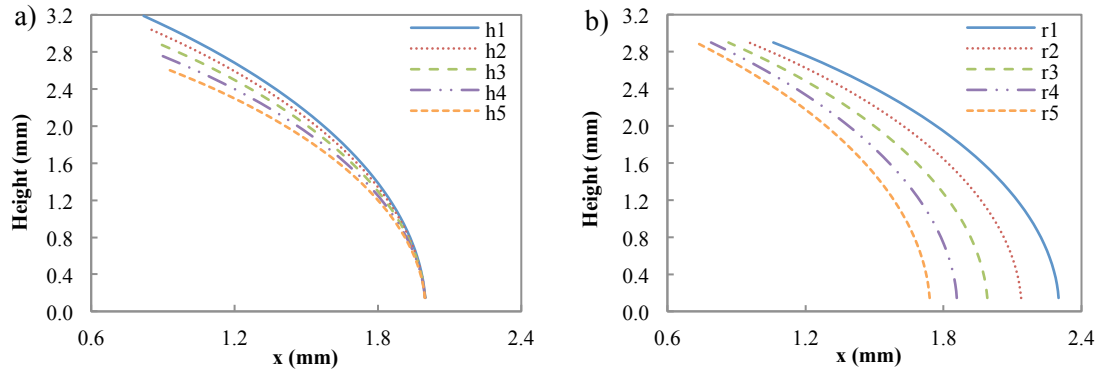 a)
3.2
2.8
2.4
2.0
1.6
1.2
0.8
0.4
0.0
Height (mm)
h1
h2
h3
h4
h5
0.6 1.2 1.8 2.4
x (mm)
b)
3.2
2.8
2.4
2.0
1.6
1.2
0.8
0.4
0.0
Height (mm)
r1
r2
r3
r4
r5
0.6 1.2 1.8 2.4
x (mm)